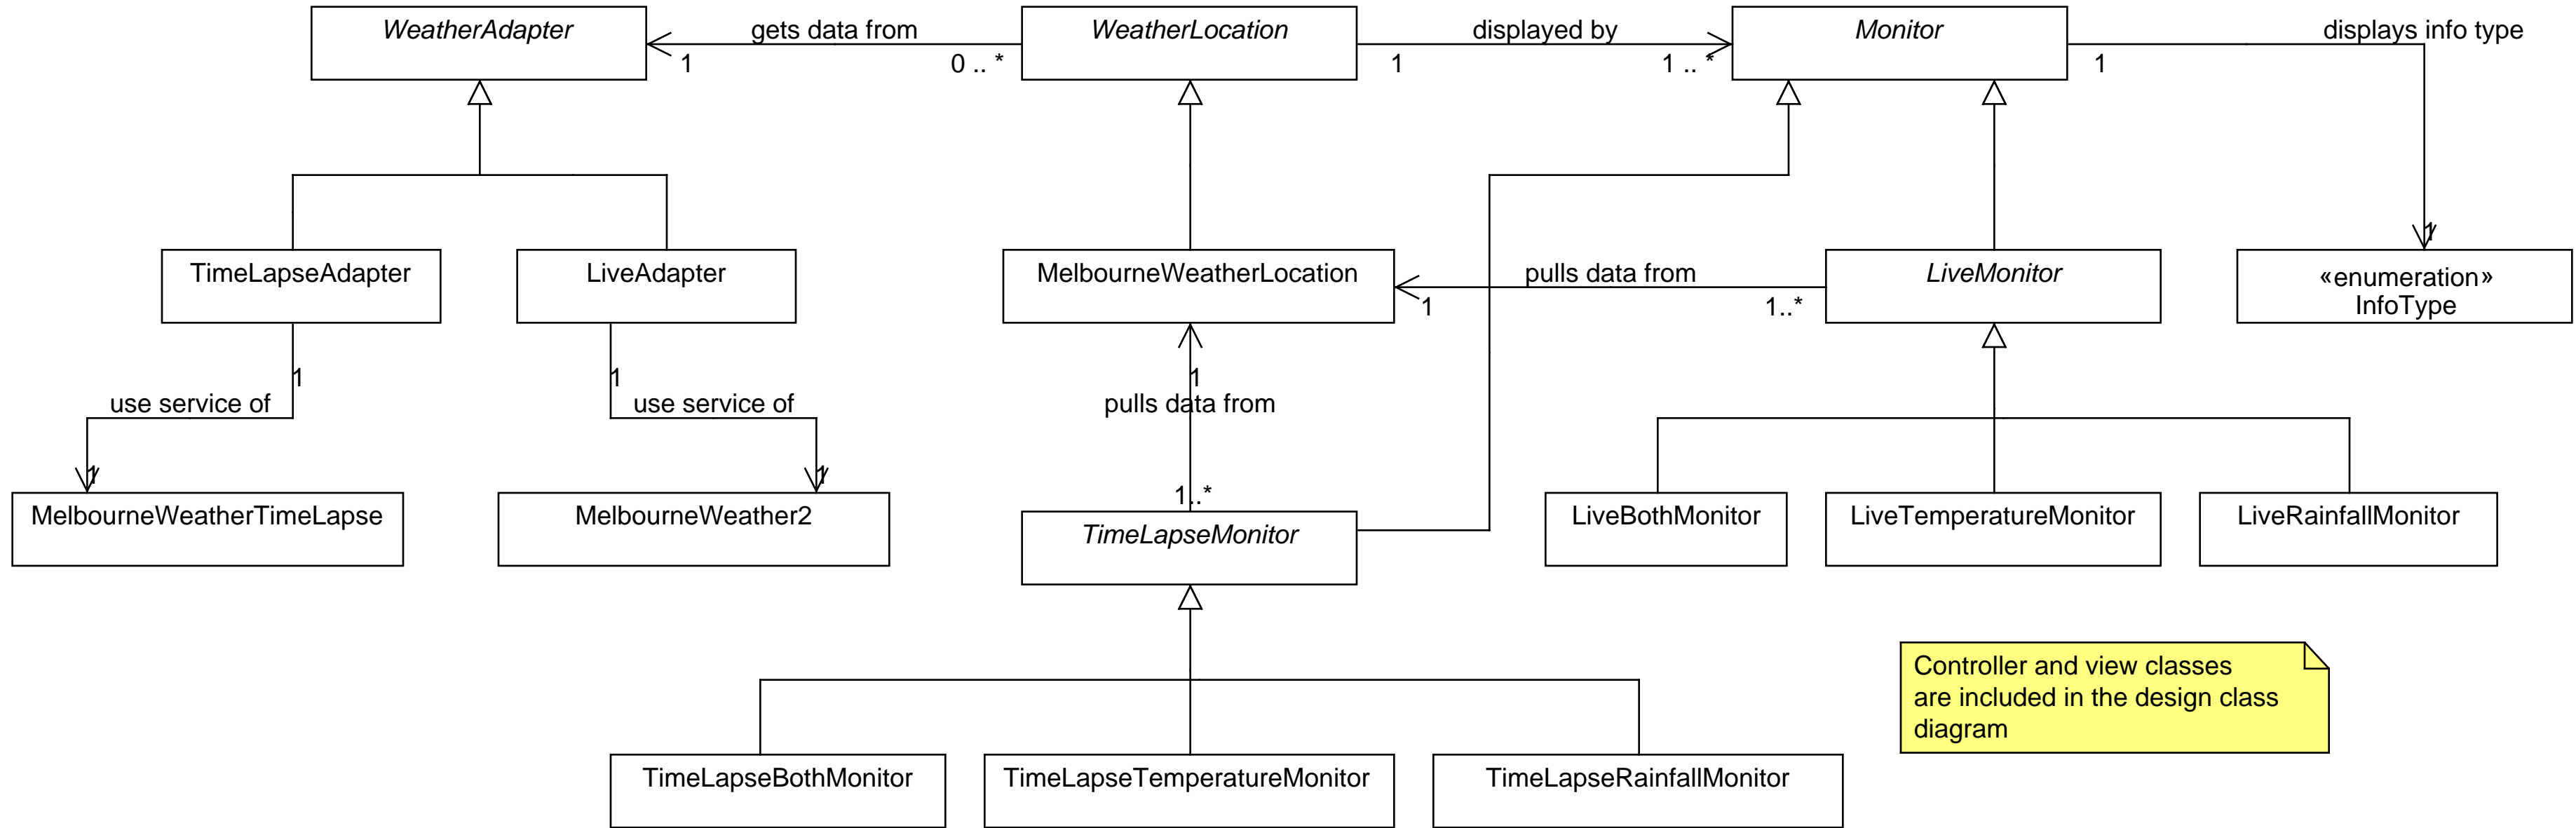 WeatherAdapter
gets data from
1
0 .. *
WeatherLocation
displayed by
1
1 .. *
Monitor
displays info type
1
1
TimeLapseAdapter
LiveAdapter
MelbourneWeatherLocation
pulls data from
1
1..*
LiveMonitor
«enumeration»
InfoType
1
use service of
1
1
use service of
1
1
pulls data from
1..*
MelbourneWeatherTimeLapse
MelbourneWeather2
TimeLapseMonitor
LiveBothMonitor
LiveTemperatureMonitor
LiveRainfallMonitor
Controller and view classes
are included in the design class
diagram
TimeLapseBothMonitor
TimeLapseTemperatureMonitor
TimeLapseRainfallMonitor